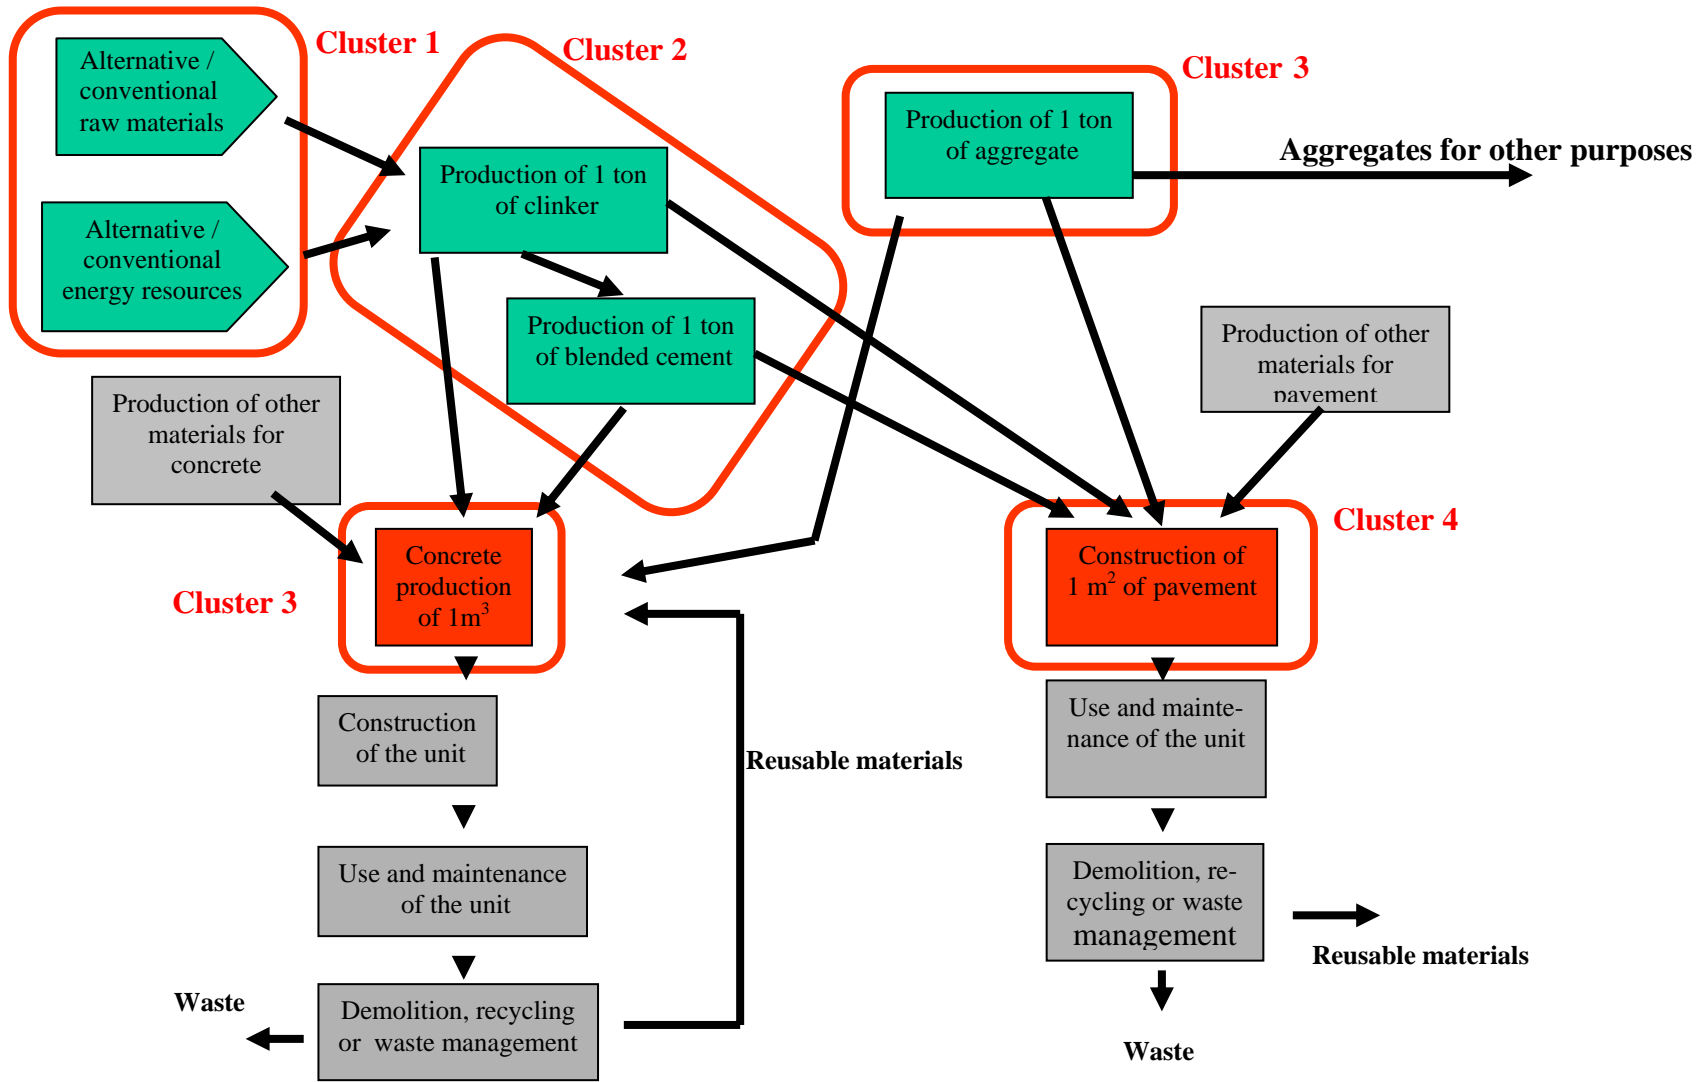 Cluster 1
Alternative /
conventional
raw materials
Alternative /
conventional
energy resources
Cluster 2
Production of 1 ton
of clinker
Production of 1 ton
of blended cement
Cluster 3
Production of 1 ton
of aggregate
Aggregates for other purposes
Production of other
materials for
pavement
Production of other
materials for
concrete
Cluster 3
Concrete
production
of 1m³
Cluster 4
Construction of
1 m² of pavement
Construction
of the unit
Use and maintenance
of the unit
Demolition, recycling
or waste management
Waste
Reusable materials
Use and mainte-
nance of the unit
Demolition, re-
cycling or waste
management
Reusable materials
Waste